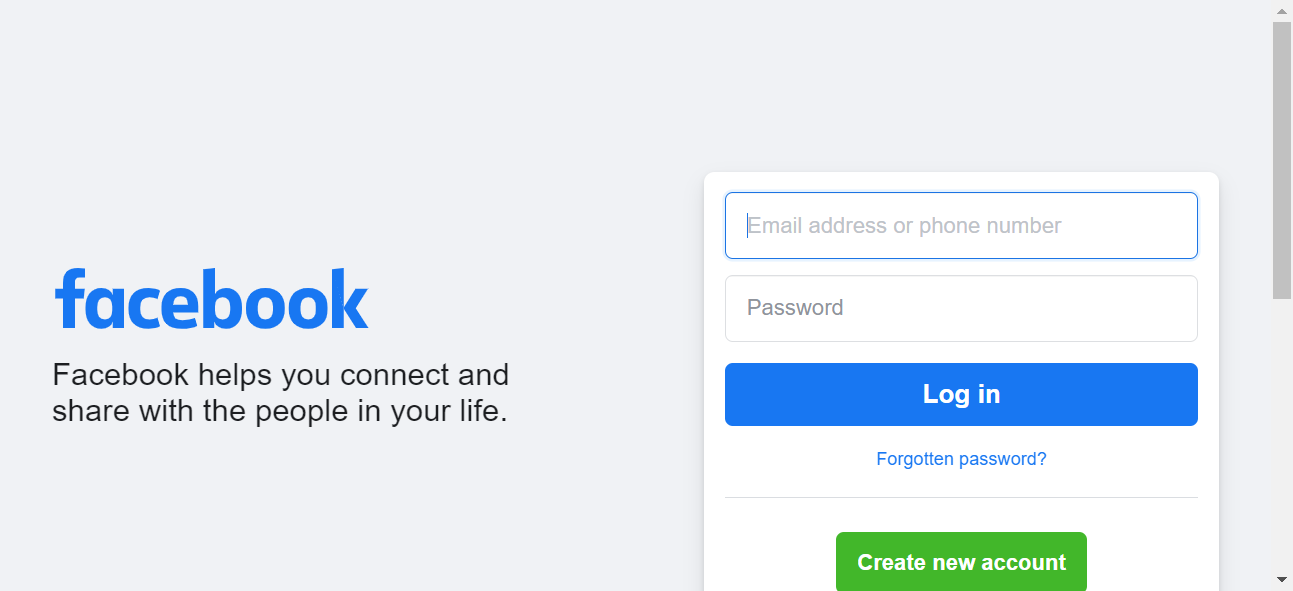 facebook
Facebook helps you connect and
share with the people in your life.
Email address or phone number
Password
Log in
Forgotten password?
Create new account